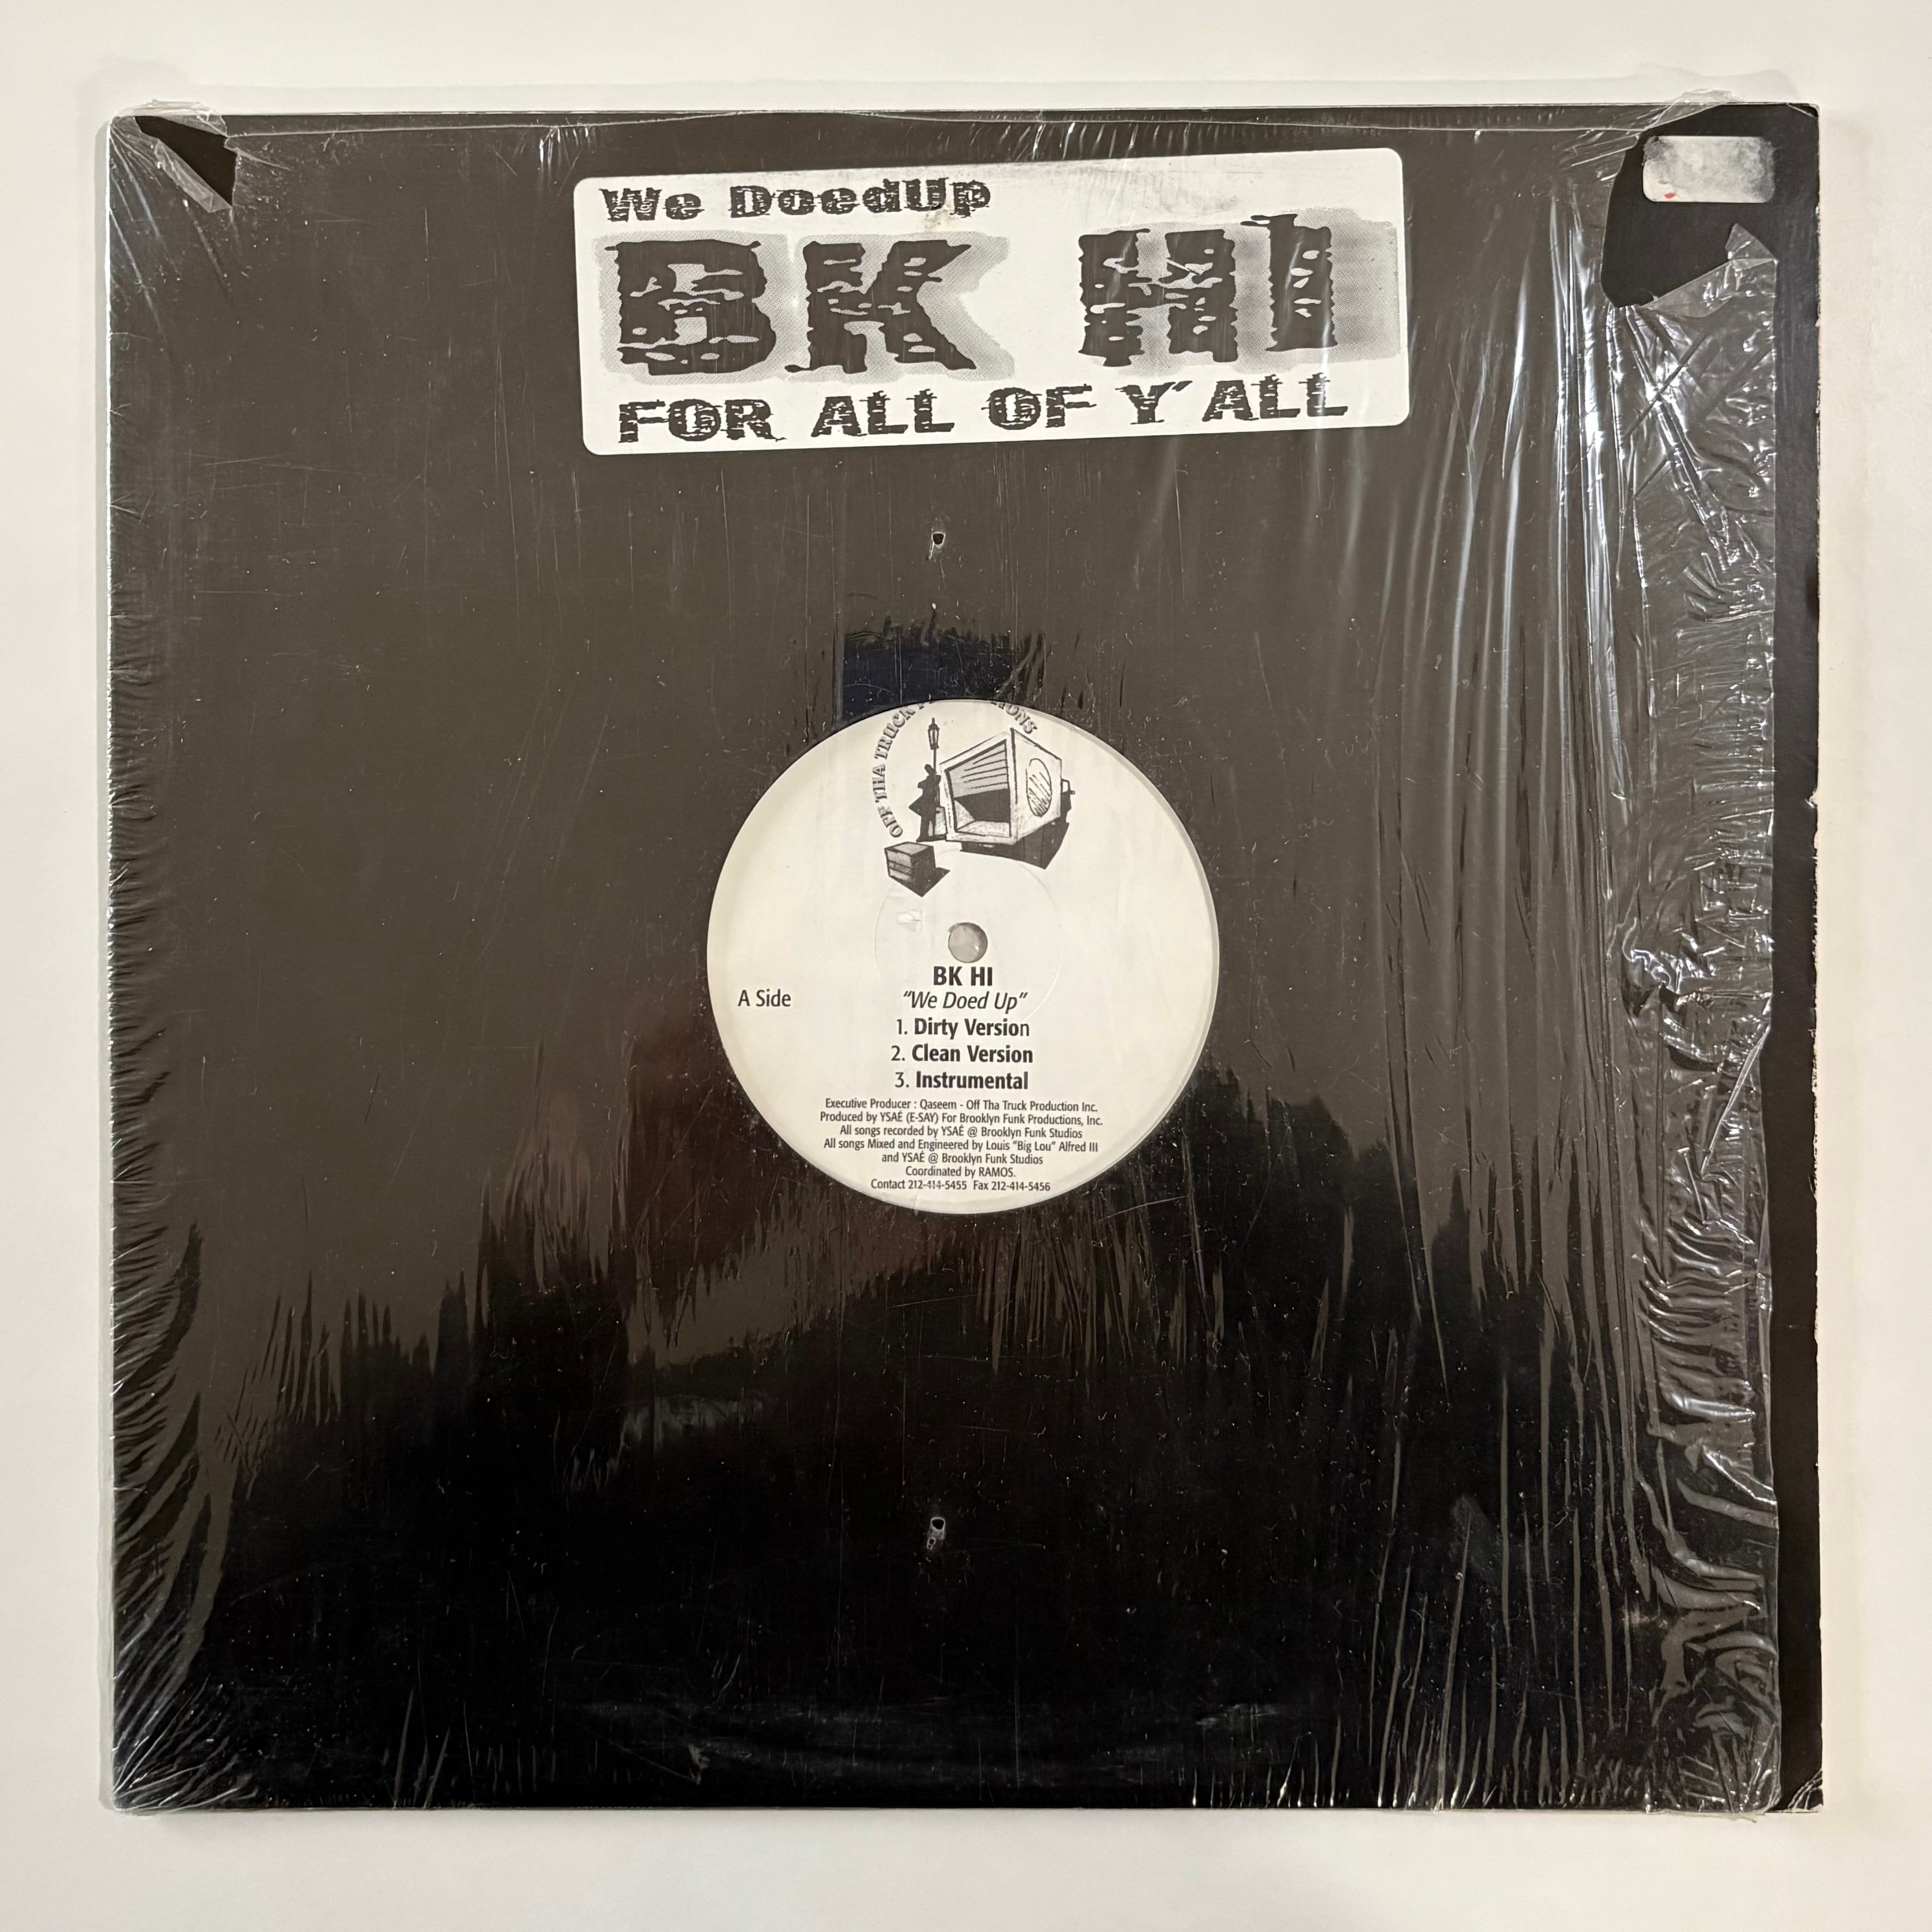 We DoedUp
BK HI
FOR ALL OF Y'ALL
OFF THA TRUCK
BK HI
"We Doed Up"
A Side
1. Dirty Version
2. Clean Version
3. Instrumental
Executive Producer : Qaseem - Off Tha Truck Production Inc.
Produced by YSAÉ (E-SAY) For Brooklyn Funk Productions, Inc.
All songs recorded by YSAÉ @ Brooklyn Funk Studios
All songs Mixed and Engineered by Louis "Big Lou" Alfred III
and YSAÉ @ Brooklyn Funk Studios
Coordinated by RAMOS.
Contact 212-414-5455 Fax 212-414-5456